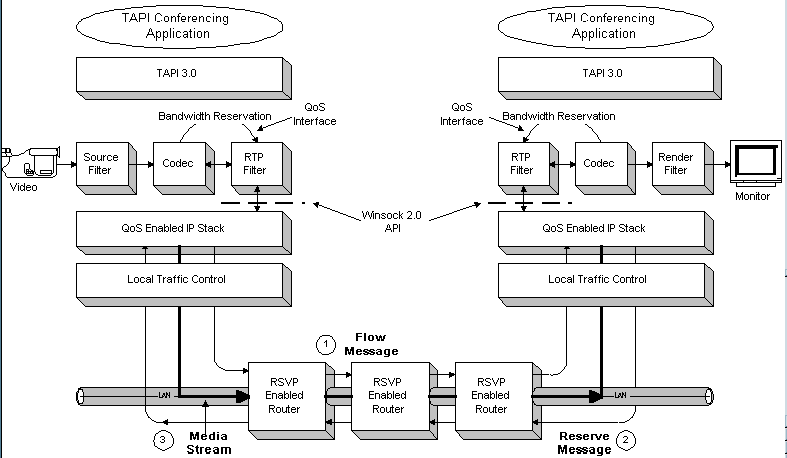 TAPI Conferencing
Application
TAPI Conferencing
Application
TAPI 3.0
TAPI 3.0
QoS
Interface
Bandwidth Reservation
QoS
Interface
Bandwidth Reservation
Video
Source
Filter
Codec
RTP
Filter
RTP
Filter
Codec
Render
Filter
Monitor
Winsock 2.0
API
QoS Enabled IP Stack
QoS Enabled IP Stack
Local Traffic Control
Local Traffic Control
1
Flow
Message
LAN
RSVP
Enabled
Router
RSVP
Enabled
Router
RSVP
Enabled
Router
LAN
3
Media
Stream
Reserve
Message
2